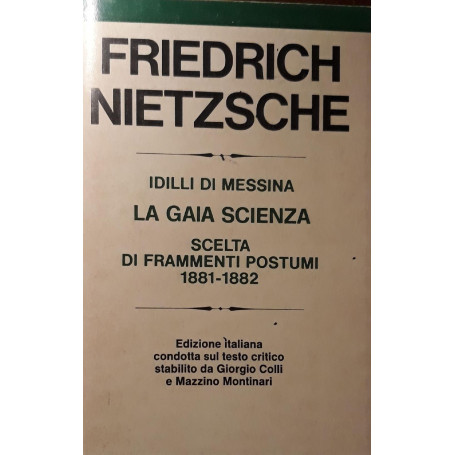 FRIEDRICH
NIETZSCHE
IDILLI DI MESSINA
LA GAIA SCIENZA
SCELTA
DI FRAMMENTI POSTUMI
1881-1882
Edizione italiana
condotta sul testo critico
stabilito da Giorgio Colli
e Mazzino Montinari